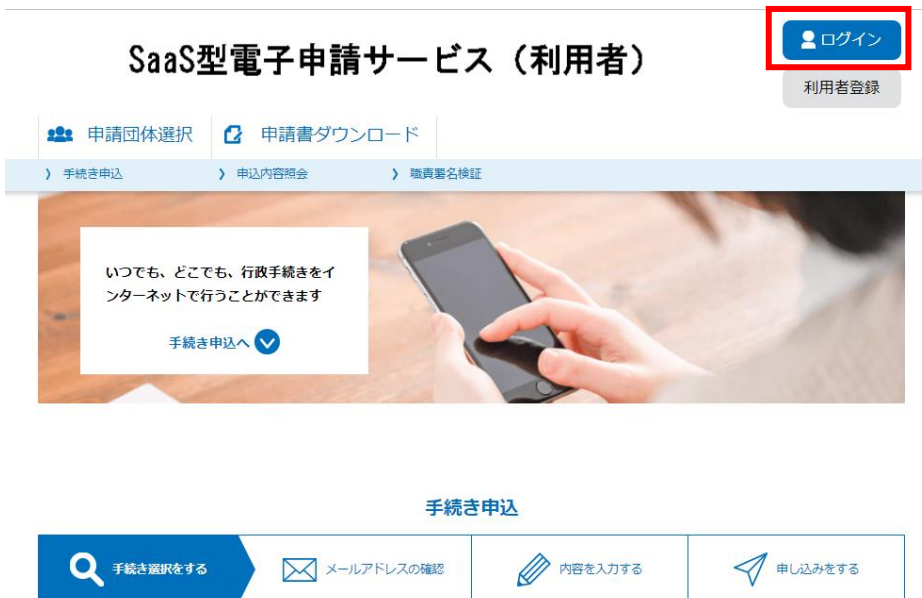 SaaS型電子申請サービス（利用者）
ログイン
利用者登録
申請団体選択
申請書ダウンロード
手続き申込
申込内容照会
職責署名検証
いつでも、どこでも、行政手続きをイ
ンターネットで行うことができます
手続き申込へ
手続き申込
手続き選択をする
メールアドレスの確認
内容を入力する
申し込みをする